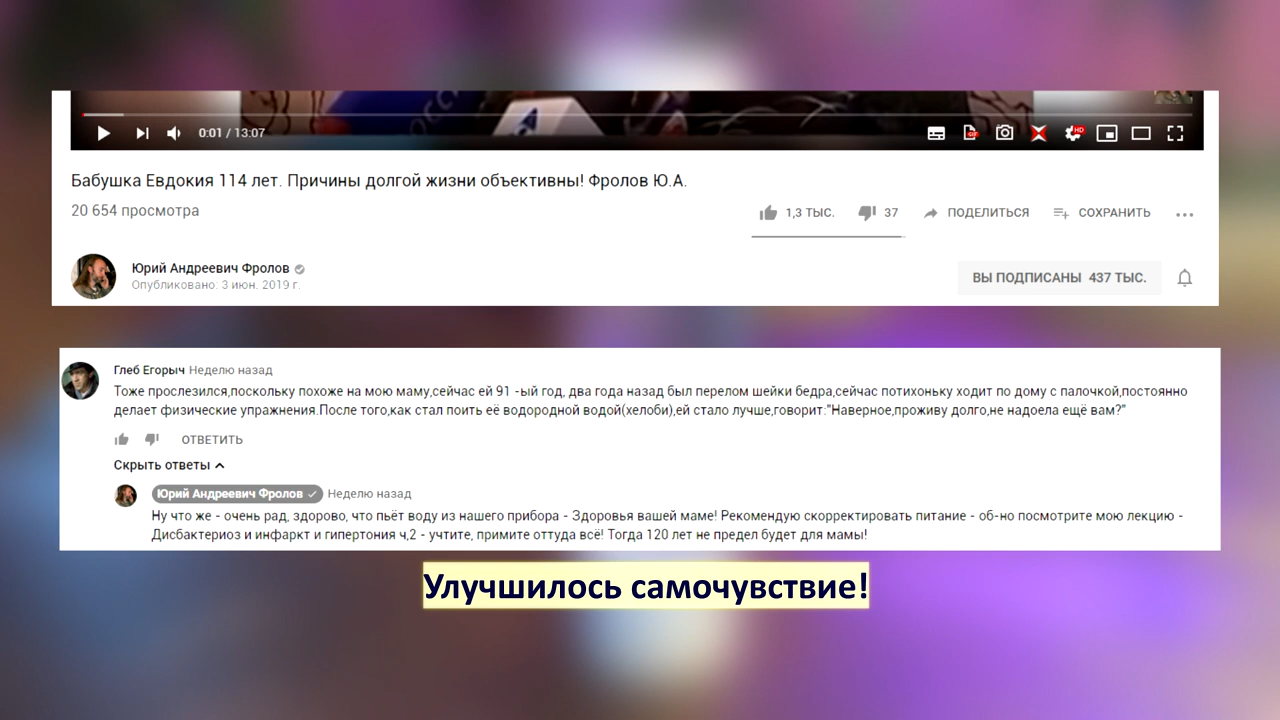 0:01 / 13:07
Бабушка Евдокия 114 лет. Причины долгой жизни объективны! Фролов Ю.А.
20 654 просмотра
1,3 ТЫС. 37 ПОДЕЛИТЬСЯ СОХРАНИТЬ
Юрий Андреевич Фролов
Опубликовано: 3 июн. 2019 г.
ВЫ ПОДПИСАНЫ 437 ТЫС.
Глеб Егорыч Неделю назад
Тоже прослезился,поскольку похоже на мою маму,сейчас ей 91 -ый год, два года назад был перелом шейки бедра,сейчас потихоньку ходит по дому с палочкой,постоянно
делает физические упражнения.После того,как стал поить её водородной водой(хелоби),ей стало лучше,говорит:"Наверное,проживу долго,не надоела ещё вам?"
ОТВЕТИТЬ
Скрыть ответы
Юрий Андреевич Фролов Неделю назад
Ну что же - очень рад, здорово, что пьёт воду из нашего прибора - Здоровья вашей маме! Рекомендую скорректировать питание - об-но посмотрите мою лекцию -
Дисбактериоз и инфаркт и гипертония ч,2 - учтите, примите оттуда всё! Тогда 120 лет не предел будет для мамы!
Улучшилось самочувствие!